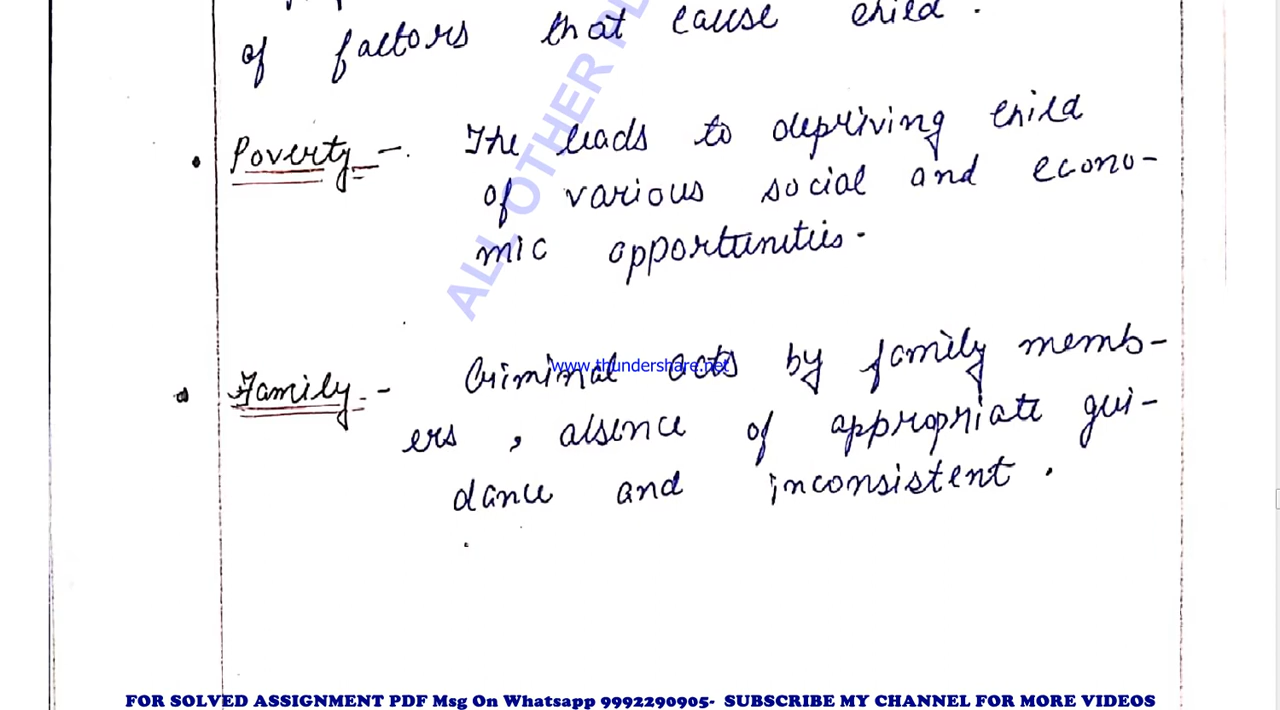 of factors that cause child.
• Poverty - The leads to depriving child
of various social and econo-
mic opportunities.
• Family - Criminal acts by family memb-
ers, absence of appropriate gui-
dance and inconsistent.
www.thundershare.net
ALL OTHER
FOR SOLVED ASSIGNMENT PDF Msg On Whatsapp 9992290905- SUBSCRIBE MY CHANNEL FOR MORE VIDEOS